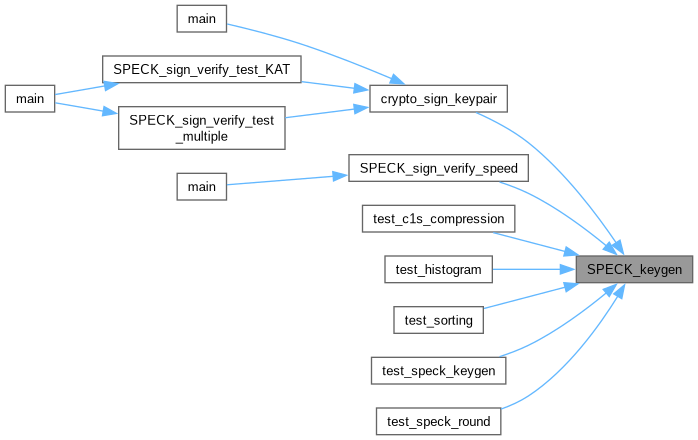 main
SPECK_sign_verify_test_KAT
main
crypto_sign_keypair
SPECK_sign_verify_test
_multiple
SPECK_sign_verify_speed
main
test_c1s_compression
test_histogram
SPECK_keygen
test_sorting
test_speck_keygen
test_speck_round